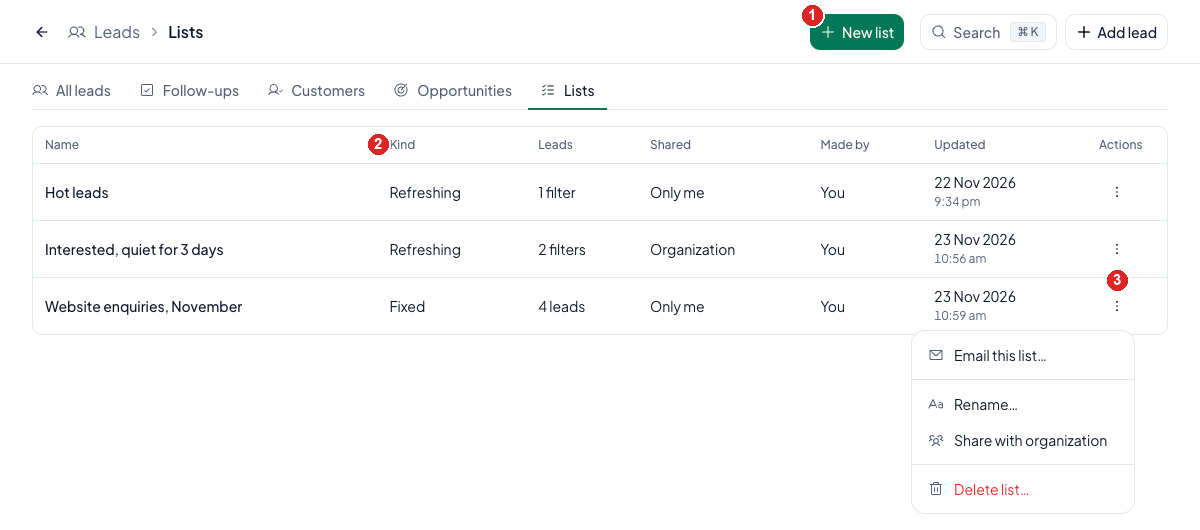 Leads > Lists
1
+ New list
Search ⌘ K
+ Add lead
All leads Follow-ups Customers Opportunities Lists
Name 2 Kind Leads Shared Made by Updated Actions
Hot leads Refreshing 1 filter Only me You 22 Nov 2026
9:34 pm
Interested, quiet for 3 days Refreshing 2 filters Organization You 23 Nov 2026
10:56 am
3
Website enquiries, November Fixed 4 leads Only me You 23 Nov 2026
10:59 am
Email this list...
Aa Rename...
Share with organization
Delete list...